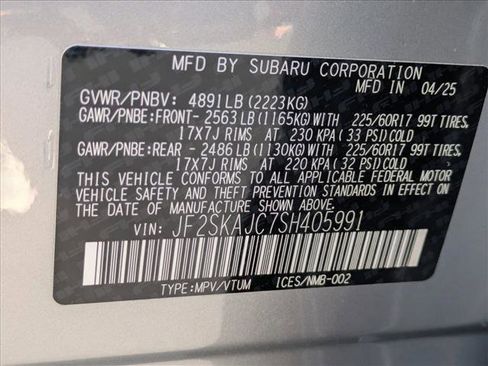 MFD BY SUBARU CORPORATION
MFD IN 04/25
GVWR/PNBV: 4891LB (2223KG)
GAWR/PNBE:FRONT- 2563LB (1165KG)WITH 225/60R17 99T TIRES,
17X7J RIMS AT 230 KPA (33 PSI)COLD
GAWR/PNBE:REAR - 2486LB (1130KG)WITH 225/60R17 99T TIRES,
17X7J RIMS AT 220 KPA (32 PSI)COLD
THIS VEHICLE CONFORMS TO ALL APPLICABLE FEDERAL MOTOR
VEHICLE SAFETY AND THEFT PREVENTION STANDARDS IN EFFECT ON
THE DATE OF MANUFACTURE SHOWN ABOVE.
VIN: JF2SKAJC7SH405991
TYPE:MPV/VTUM ICES/NMB-002